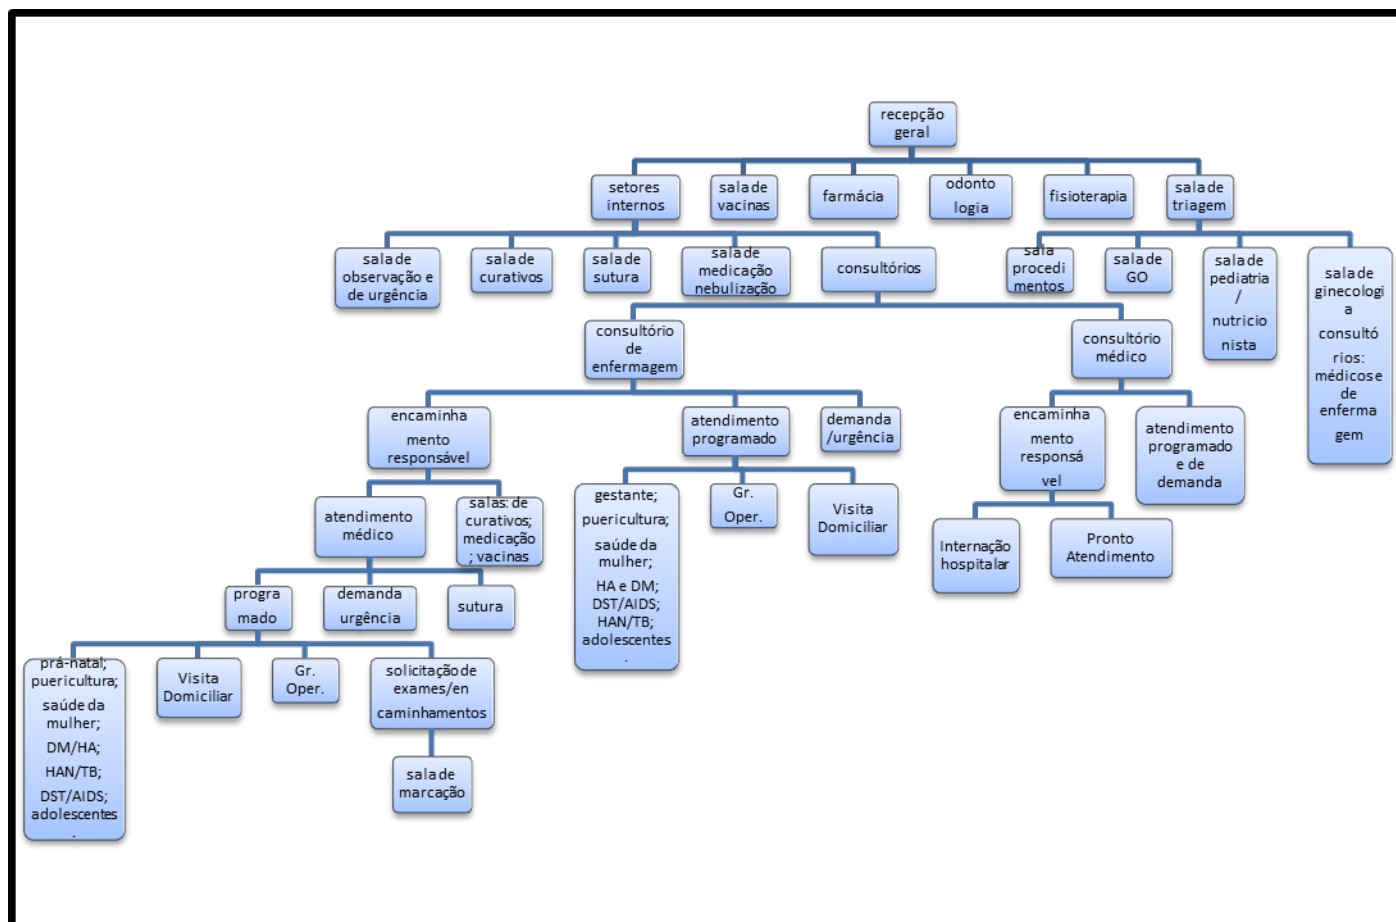 recepção
geral
setores
internos
sala de
vacinas
farmácia
odonto
logia
fisioterapia
sala de
triagem
sala de
observação e
de urgência
sala de
curativos
sala de
sutura
sala de
medicação
nebulização
consultórios
sala
procedi
mentos
sala de
GO
sala de
pediatria
/
nutricio
nista
sala de
ginecologi
a
consultó
rios:
médicos e
de
enferma
gem
consultório
de
enfermagem
consultório
médico
encaminha
mento
responsável
atendimento
programado
demanda
/urgência
encaminha
mento
responsá
vel
atendimento
programado
e de
demanda
atendimento
médico
salas: de
curativos;
medicação
; vacinas
gestante;
puericultura;
saúde da
mulher;
HA e DM;
DST/AIDS;
HAN/TB;
adolescentes
.
Gr.
Oper.
Visita
Domiciliar
Internação
hospitalar
Pronto
Atendimento
progra
mado
demanda
urgência
sutura
prá-natal;
puericultura;
saúde da
mulher;
DM/HA;
HAN/TB;
DST/AIDS;
adolescentes
.
Visita
Domiciliar
Gr.
Oper.
solicitação de
exames/en
caminhamentos
sala de
marcação